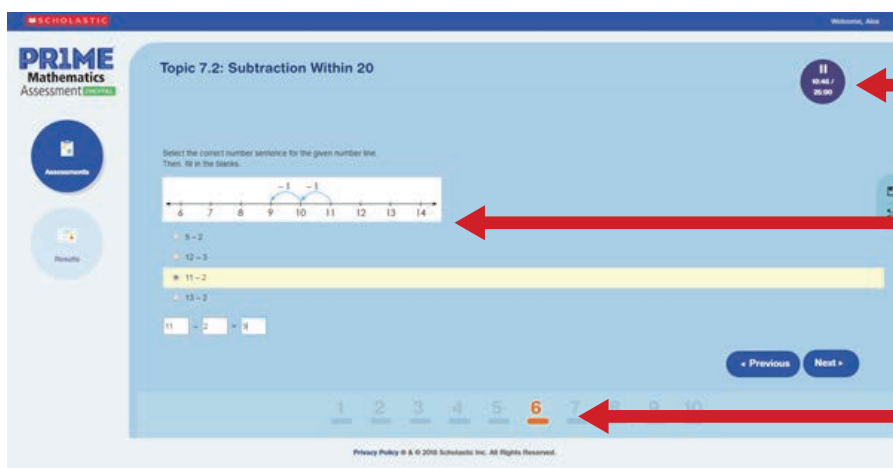 SCHOLASTIC
Welcome, Alex
PR1ME
Mathematics
Assessment DIGITAL
Topic 7.2: Subtraction Within 20
10:46 /
25:00
Assessments
Results
Select the correct number sentence for the given number line.
Then, fill in the blanks.
−1 −1
6 7 8 9 10 11 12 13 14
9 – 2
12 – 3
11 – 2
13 – 2
11 – 2 = 9
◂ Previous Next ▸
1 2 3 4 5 6 7 8 9 10
Privacy Policy ® & © 2018 Scholastic Inc. All Rights Reserved.